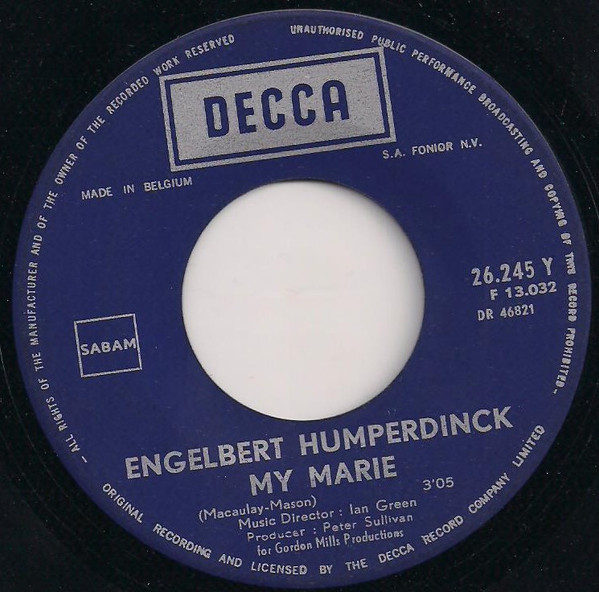 - ALL RIGHTS OF THE MANUFACTURER AND OF THE OWNER OF THE RECORDED WORK RESERVED
UNAUTHORISED PUBLIC PERFORMANCE BROADCASTING AND COPYING OF THIS RECORD PROHIBITED -
DECCA
S.A. FONIOR N.V.
MADE IN BELGIUM
26.245 Y
F 13.032
DR 46821
SABAM
ENGELBERT HUMPERDINCK
MY MARIE
3'05
(Macaulay-Mason)
Music Director : Ian Green
Producer : Peter Sullivan
for Gordon Mills Productions
ORIGINAL RECORDING AND LICENSED BY THE DECCA RECORD COMPANY LIMITED